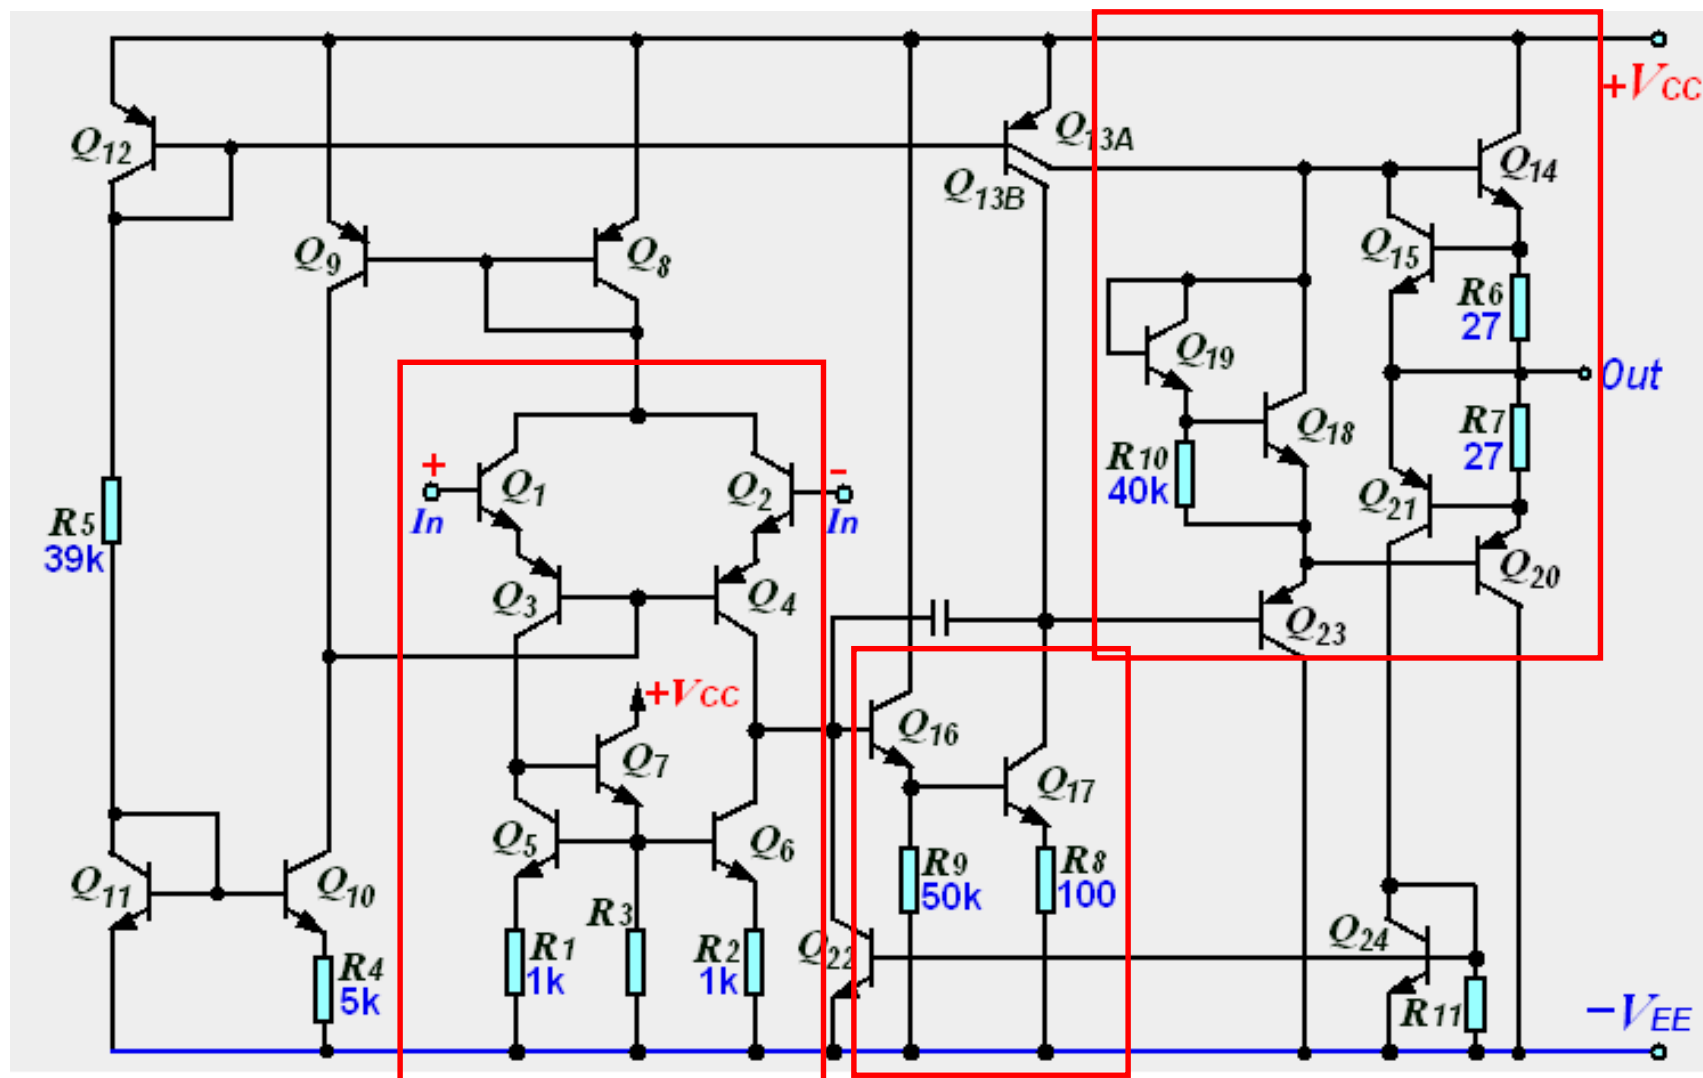 +VCC
Q12
Q13A
Q14
Q13B
Q9
Q8
Q15
R6
27
Q19
Out
+
-
Q1
Q2
In
In
Q18
R7
27
R10
40k
Q21
R5
39k
Q3
Q4
Q20
Q23
+VCC
Q16
Q7
Q17
Q5
Q6
R9
50k
R8
100
Q11
Q10
R3
Q22
Q24
R1
1k
R2
1k
R4
5k
R11
−VEE